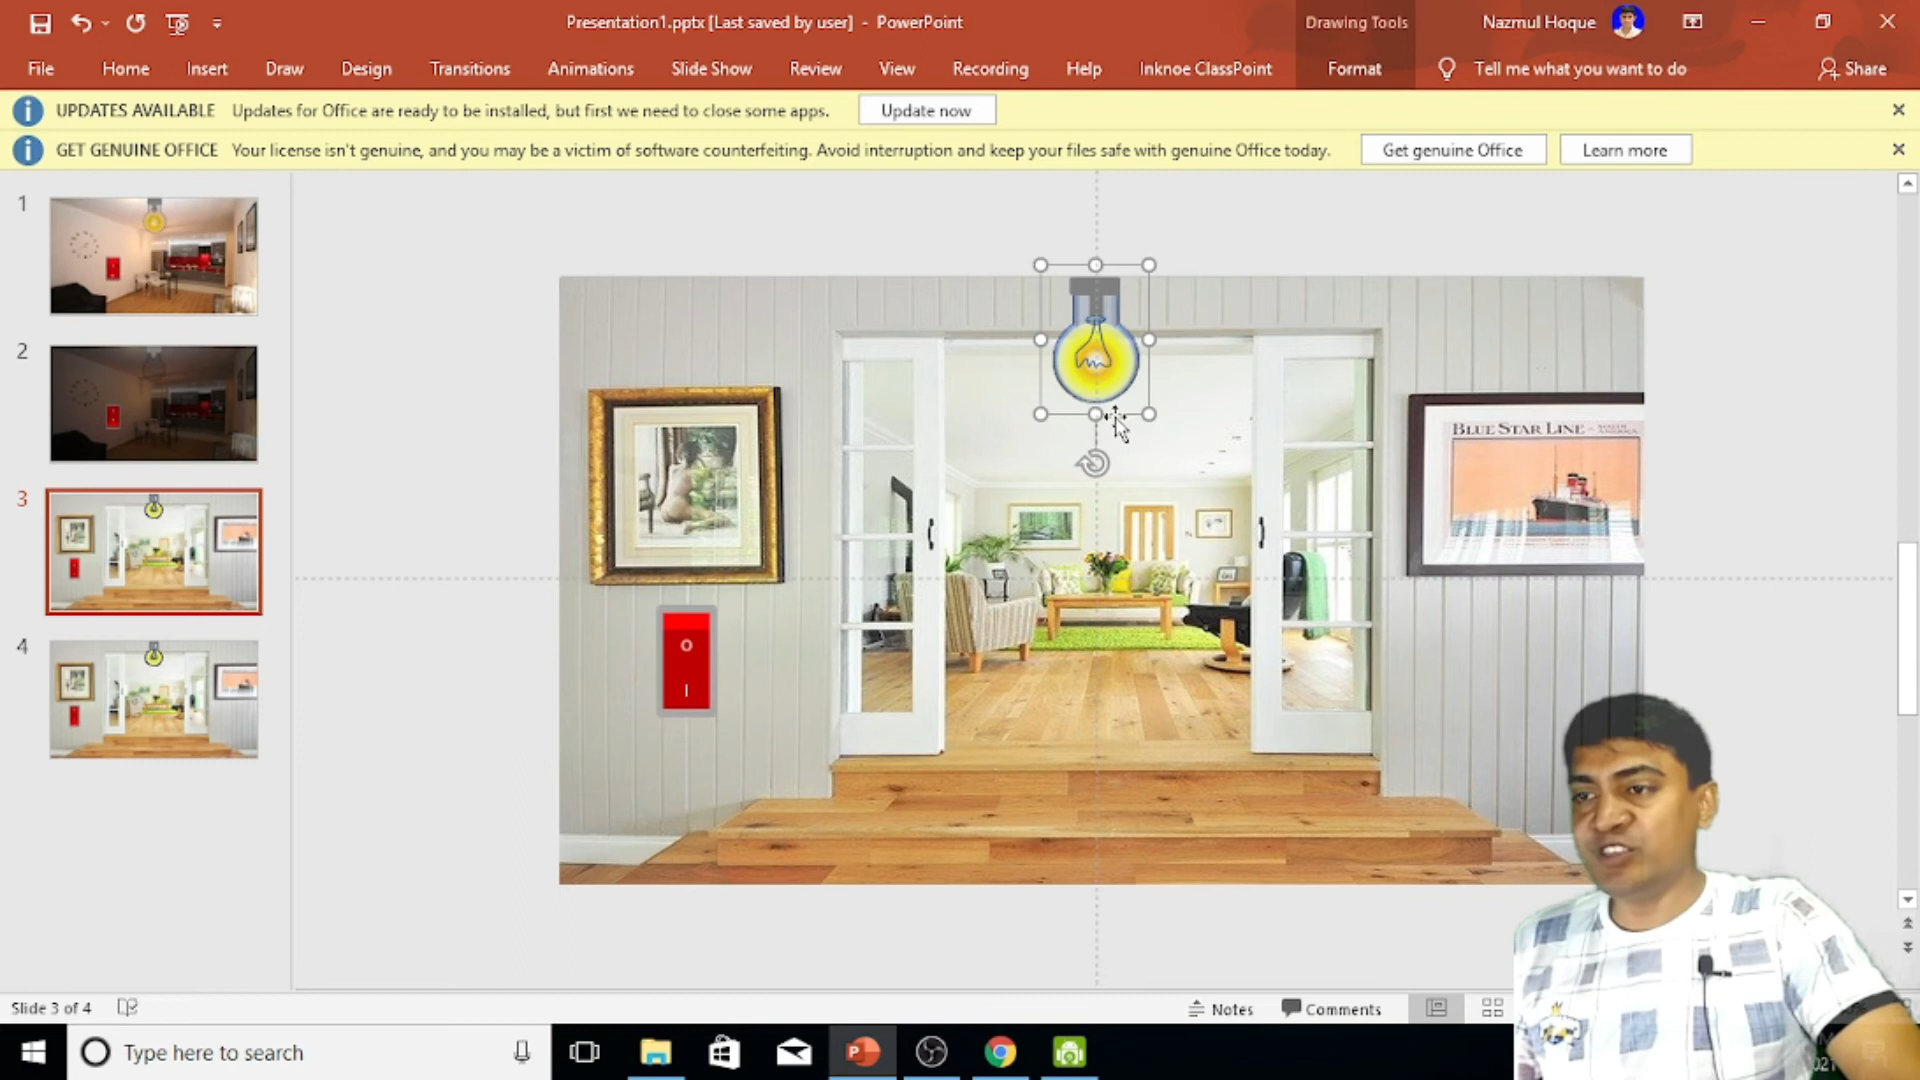 Presentation1.pptx [Last saved by user] - PowerPoint
Drawing Tools
Nazmul Hoque
File Home Insert Draw Design Transitions Animations Slide Show Review View Recording Help Inknoe ClassPoint Format Tell me what you want to do Share
UPDATES AVAILABLE Updates for Office are ready to be installed, but first we need to close some apps. Update now
GET GENUINE OFFICE Your license isn't genuine, and you may be a victim of software counterfeiting. Avoid interruption and keep your files safe with genuine Office today. Get genuine Office Learn more
1
2
3
4
BLUE STAR LINE
O
I
Slide 3 of 4
Notes Comments
Type here to search